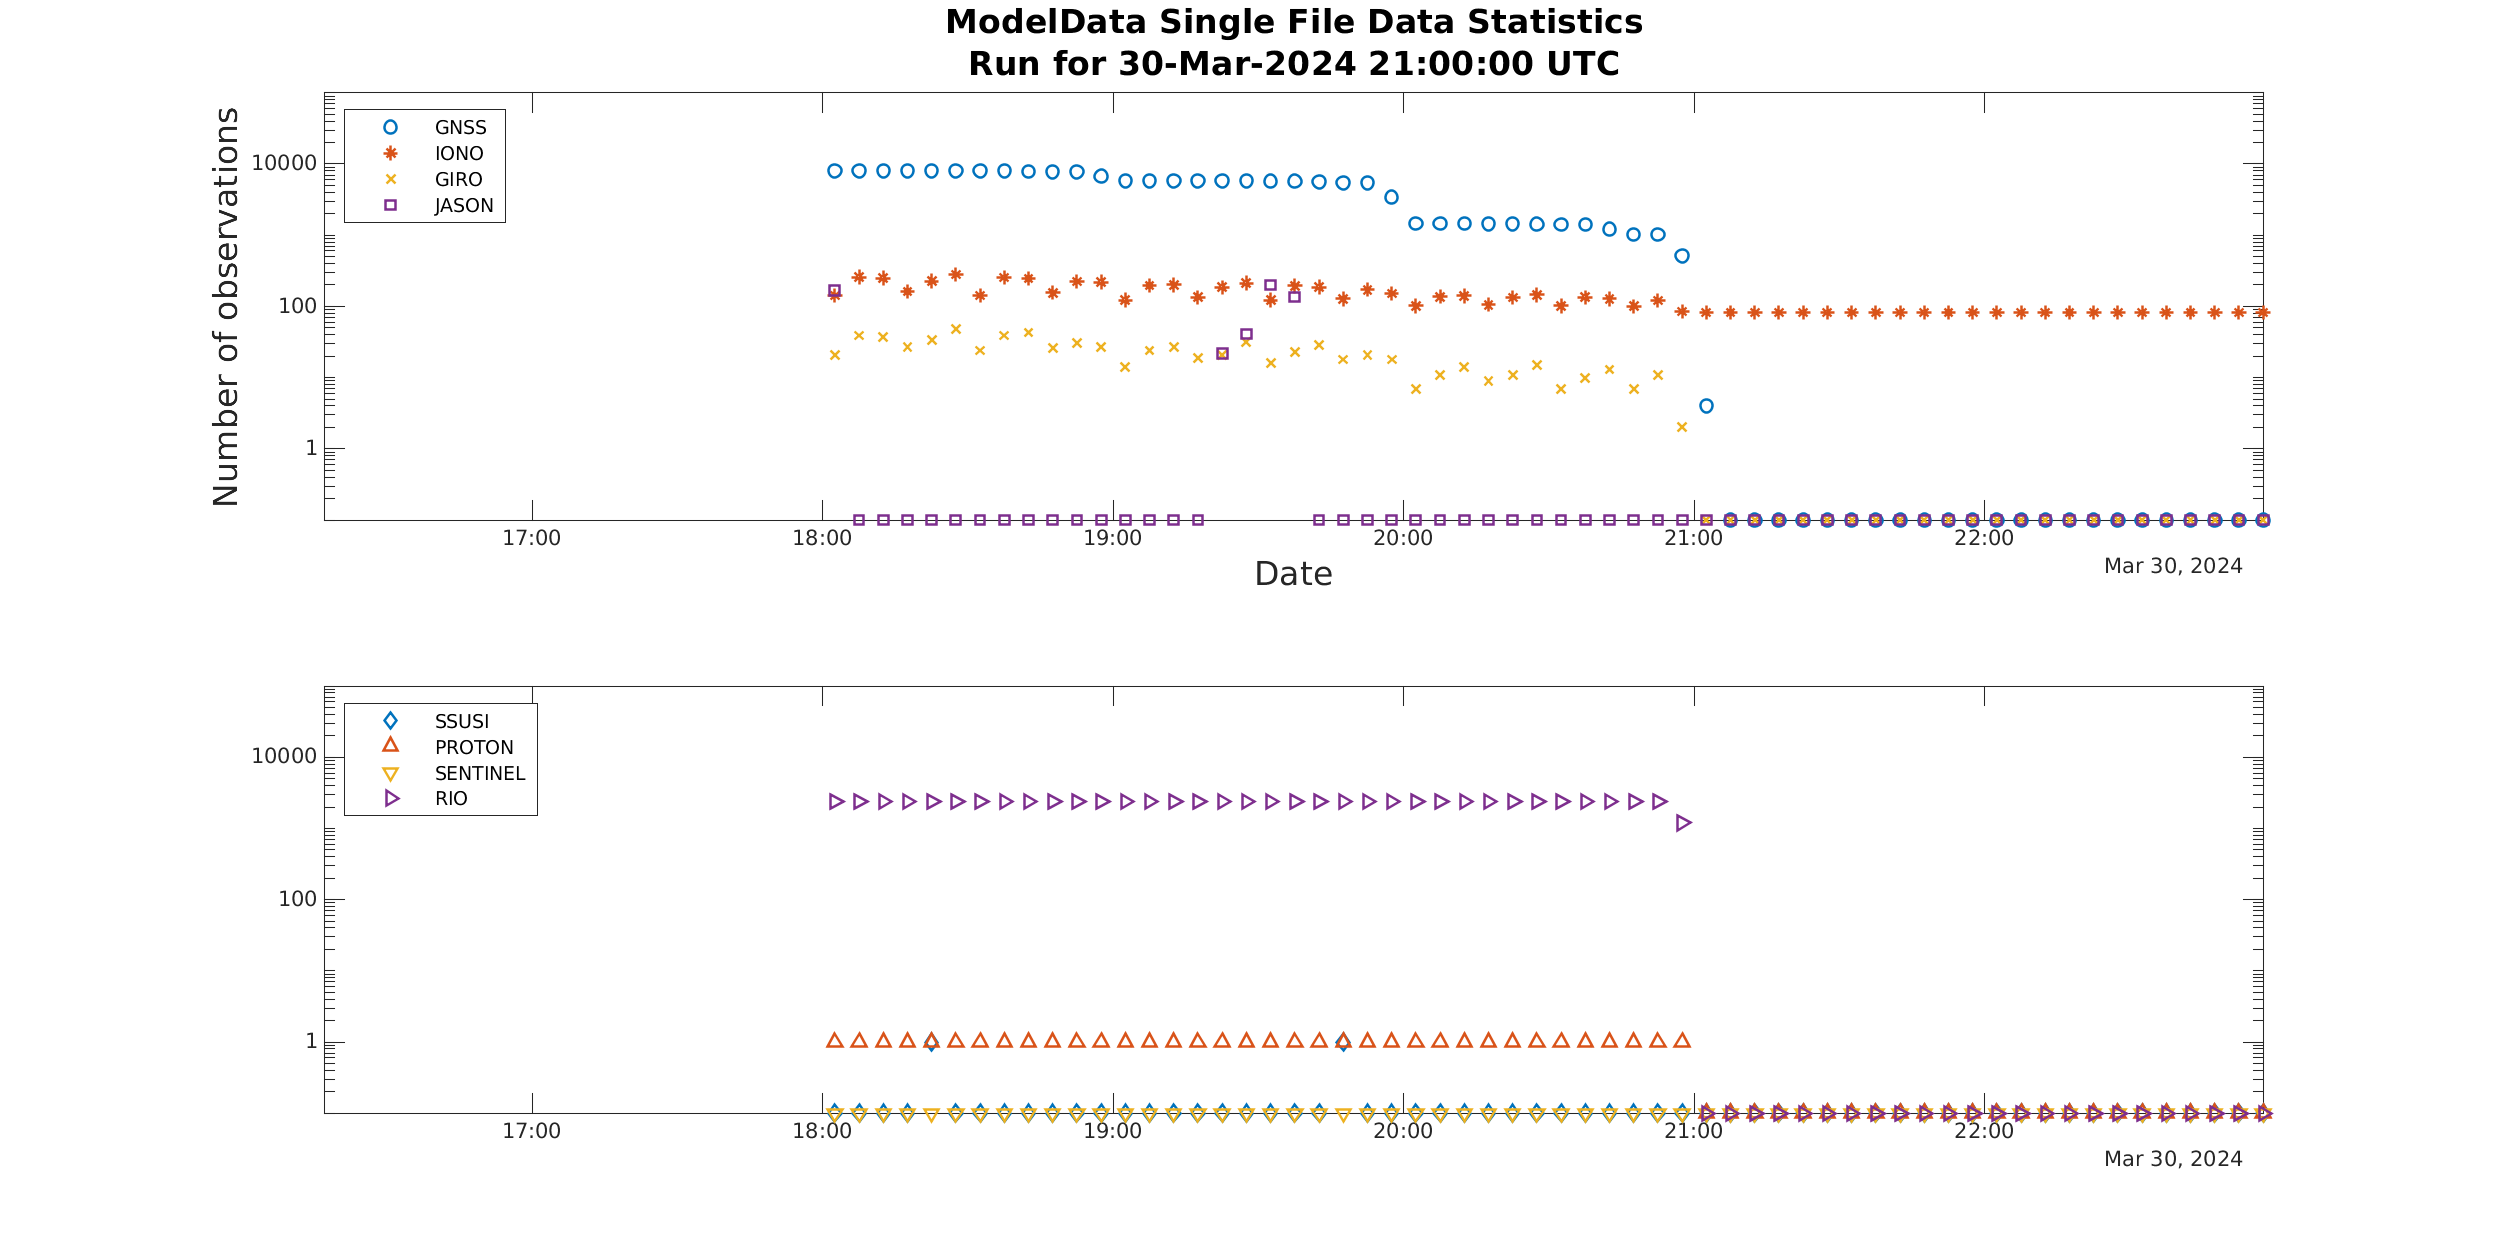 ModelData Single File Data Statistics
Run for 30-Mar-2024 21:00:00 UTC
Number of observations
10000
100
1
GNSS
IONO
GIRO
JASON
17:00 18:00 19:00 20:00 21:00 22:00
Mar 30, 2024
Date
10000
100
1
SSUSI
PROTON
SENTINEL
RIO
17:00 18:00 19:00 20:00 21:00 22:00
Mar 30, 2024